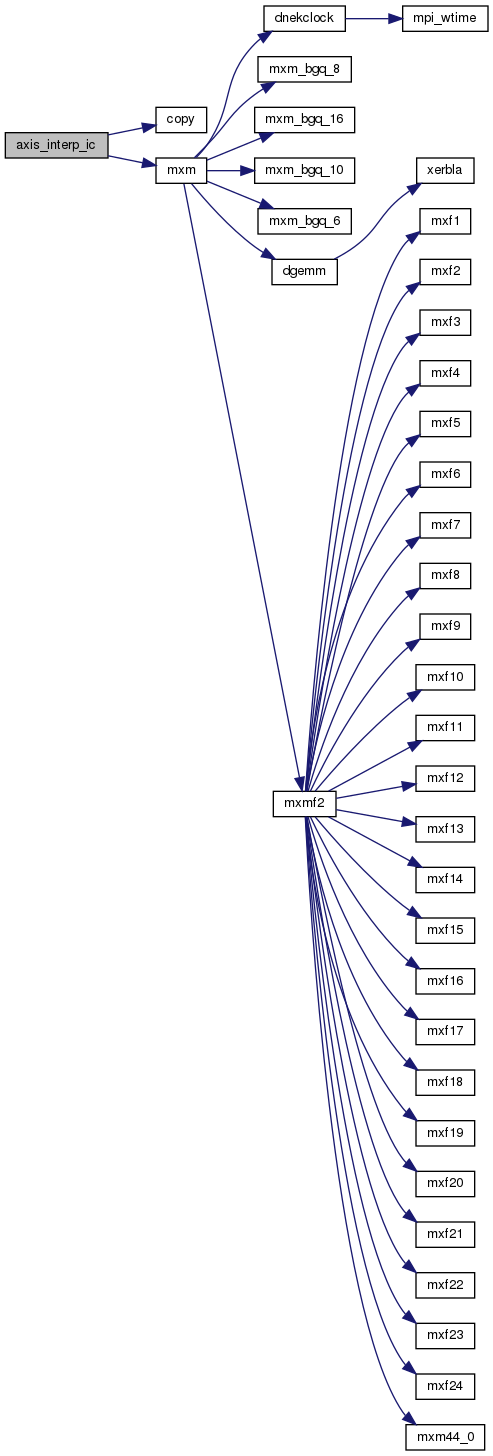 dnekclock
mpi_wtime
mxm_bgq_8
copy
mxm_bgq_16
axis_interp_ic
mxm
mxm_bgq_10
xerbla
mxm_bgq_6
mxf1
dgemm
mxf2
mxf3
mxf4
mxf5
mxf6
mxf7
mxf8
mxf9
mxf10
mxf11
mxf12
mxmf2
mxf13
mxf14
mxf15
mxf16
mxf17
mxf18
mxf19
mxf20
mxf21
mxf22
mxf23
mxf24
mxm44_0